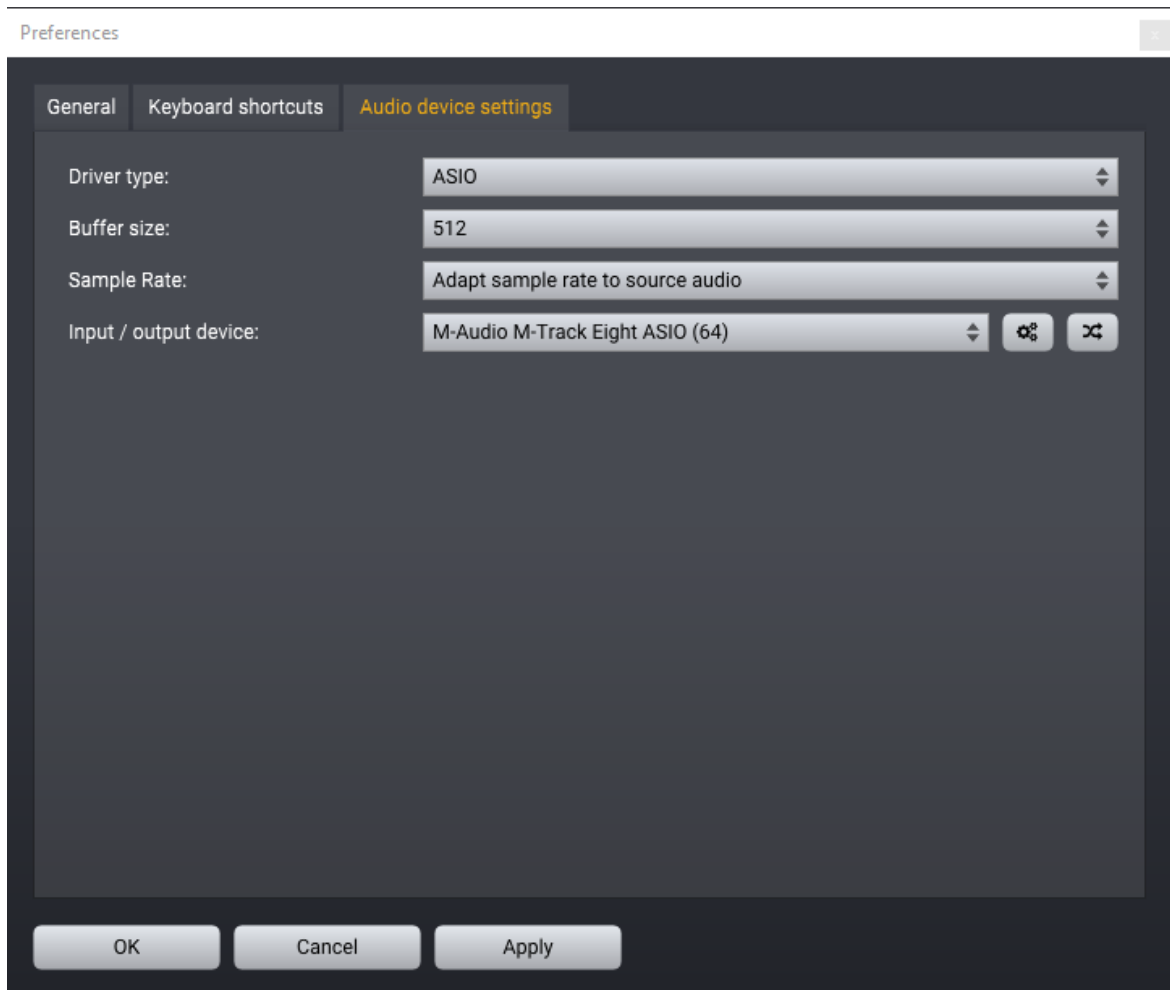 Preferences
x
General Keyboard shortcuts Audio device settings
Driver type: ASIO
Buffer size: 512
Sample Rate: Adapt sample rate to source audio
Input / output device: M-Audio M-Track Eight ASIO (64)
OK Cancel Apply